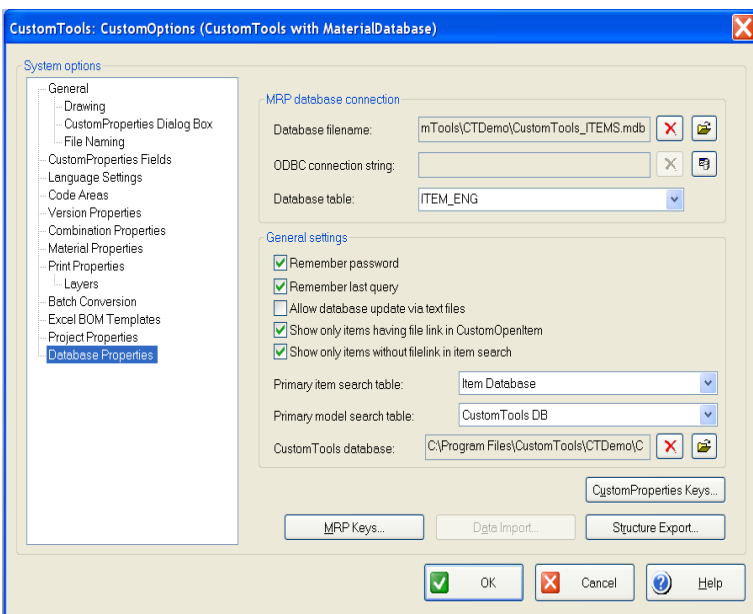 CustomTools: CustomOptions (CustomTools with MaterialDatabase)
System options
General
Drawing
CustomProperties Dialog Box
File Naming
CustomProperties Fields
Language Settings
Code Areas
Version Properties
Combination Properties
Material Properties
Print Properties
Layers
Batch Conversion
Excel BOM Templates
Project Properties
Database Properties
MRP database connection
Database filename: mTools\CTDemo\CustomTools_ITEMS.mdb
ODBC connection string:
Database table: ITEM_ENG
General settings
Remember password
Remember last query
Allow database update via text files
Show only items having file link in CustomOpenItem
Show only items without filelink in item search
Primary item search table: Item Database
Primary model search table: CustomTools DB
CustomTools database: C:\Program Files\CustomTools\CTDemo\C
CustomProperties Keys...
MRP Keys... Data Import... Structure Export...
OK Cancel Help